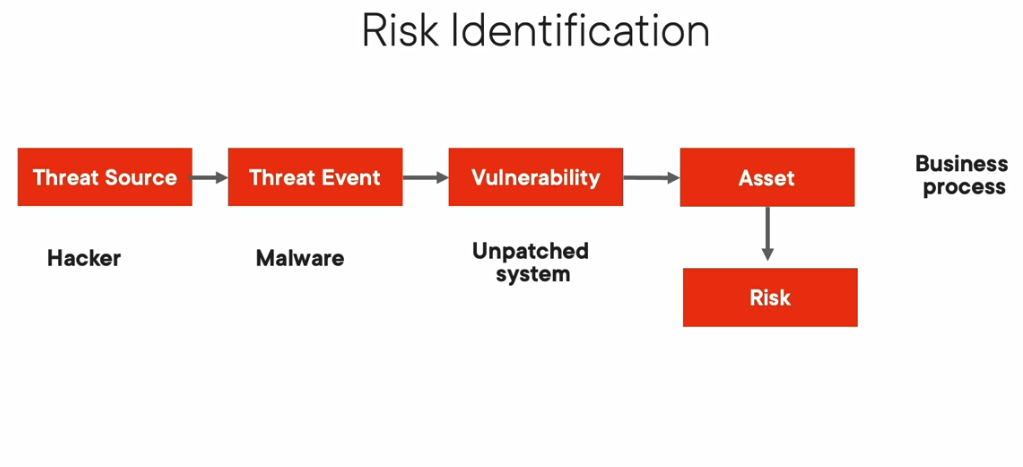 Risk Identification
Threat Source
Threat Event
Vulnerability
Asset
Business
process
Hacker
Malware
Unpatched
system
Risk